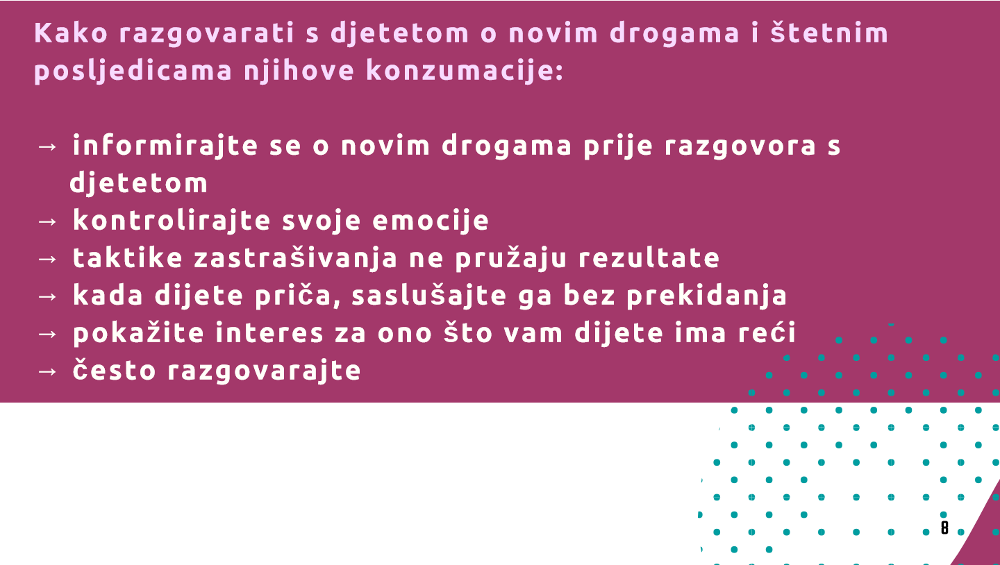 Kako razgovarati s djetetom o novim drogama i štetnim
posljedicama njihove konzumacije:
→ informirajte se o novim drogama prije razgovora s
djetetom
→ kontrolirajte svoje emocije
→ taktike zastrašivanja ne pružaju rezultate
→ kada dijete priča, saslušajte ga bez prekidanja
→ pokažite interes za ono što vam dijete ima reći
→ često razgovarajte
8